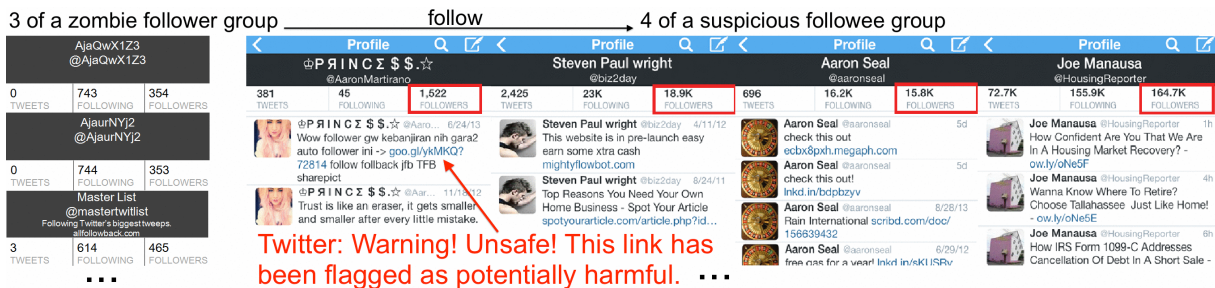 3 of a zombie follower group
follow
4 of a suspicious followee group
AjaQwX1Z3
@AjaQwX1Z3
0 743 354
TWEETS FOLLOWING FOLLOWERS
AjaurNYj2
@AjaurNYj2
0 744 353
TWEETS FOLLOWING FOLLOWERS
Master List
@mastertwitlist
Following Twitter's biggest tweeps.
allfollowback.com
3 614 465
TWEETS FOLLOWING FOLLOWERS
...
Profile
♔PЯINCΣ $$.☆
@AaronMartirano
381 45 1,522
TWEETS FOLLOWING FOLLOWERS
♔PЯINCΣ $$.☆ @Aaro... 6/24/13
Wow follower gw kebanjiran nih gara2
auto follower ini -> goo.gl/ykMKQ?
72814 follow follback jfb TFB
sharepict
♔PЯINCΣ $$.☆ @Aar... 11/18/12
Trust is like an eraser, it gets smaller
and smaller after every little mistake.
Profile
Steven Paul wright
@biz2day
2,425 23K 18.9K
TWEETS FOLLOWING FOLLOWERS
Steven Paul wright @biz2day 4/11/12
This website is in pre-launch easy
earn some xtra cash
mightyflowbot.com
Steven Paul wright @biz2day 8/24/11
Top Reasons You Need Your Own
Home Business - Spot Your Article
spotyourarticle.com/article.php?id...
Profile
Aaron Seal
@aaronseal
696 16.2K 15.8K
TWEETS FOLLOWING FOLLOWERS
Aaron Seal @aaronseal 5d
check this out
ecbx8pxh.megaph.com
Aaron Seal @aaronseal 5d
check this out!
lnkd.in/bdpbzyv
Aaron Seal @aaronseal 8/28/13
Rain International scribd.com/doc/
156639432
Aaron Seal @aaronseal 6/29/12
free gas for a year! lnkd.in/sKUSRy
Profile
Joe Manausa
@HousingReporter
72.7K 155.9K 164.7K
TWEETS FOLLOWING FOLLOWERS
Joe Manausa @HousingReporter 1h
How Confident Are You That We Are
In A Housing Market Recovery? -
ow.ly/oNe5F
Joe Manausa @HousingReporter 4h
Wanna Know Where To Retire?
Choose Tallahassee Just Like Home!
- ow.ly/oNe5E
Joe Manausa @HousingReporter 6h
How IRS Form 1099-C Addresses
Cancellation Of Debt In A Short Sale -
Twitter: Warning! Unsafe! This link has
been flagged as potentially harmful.
...